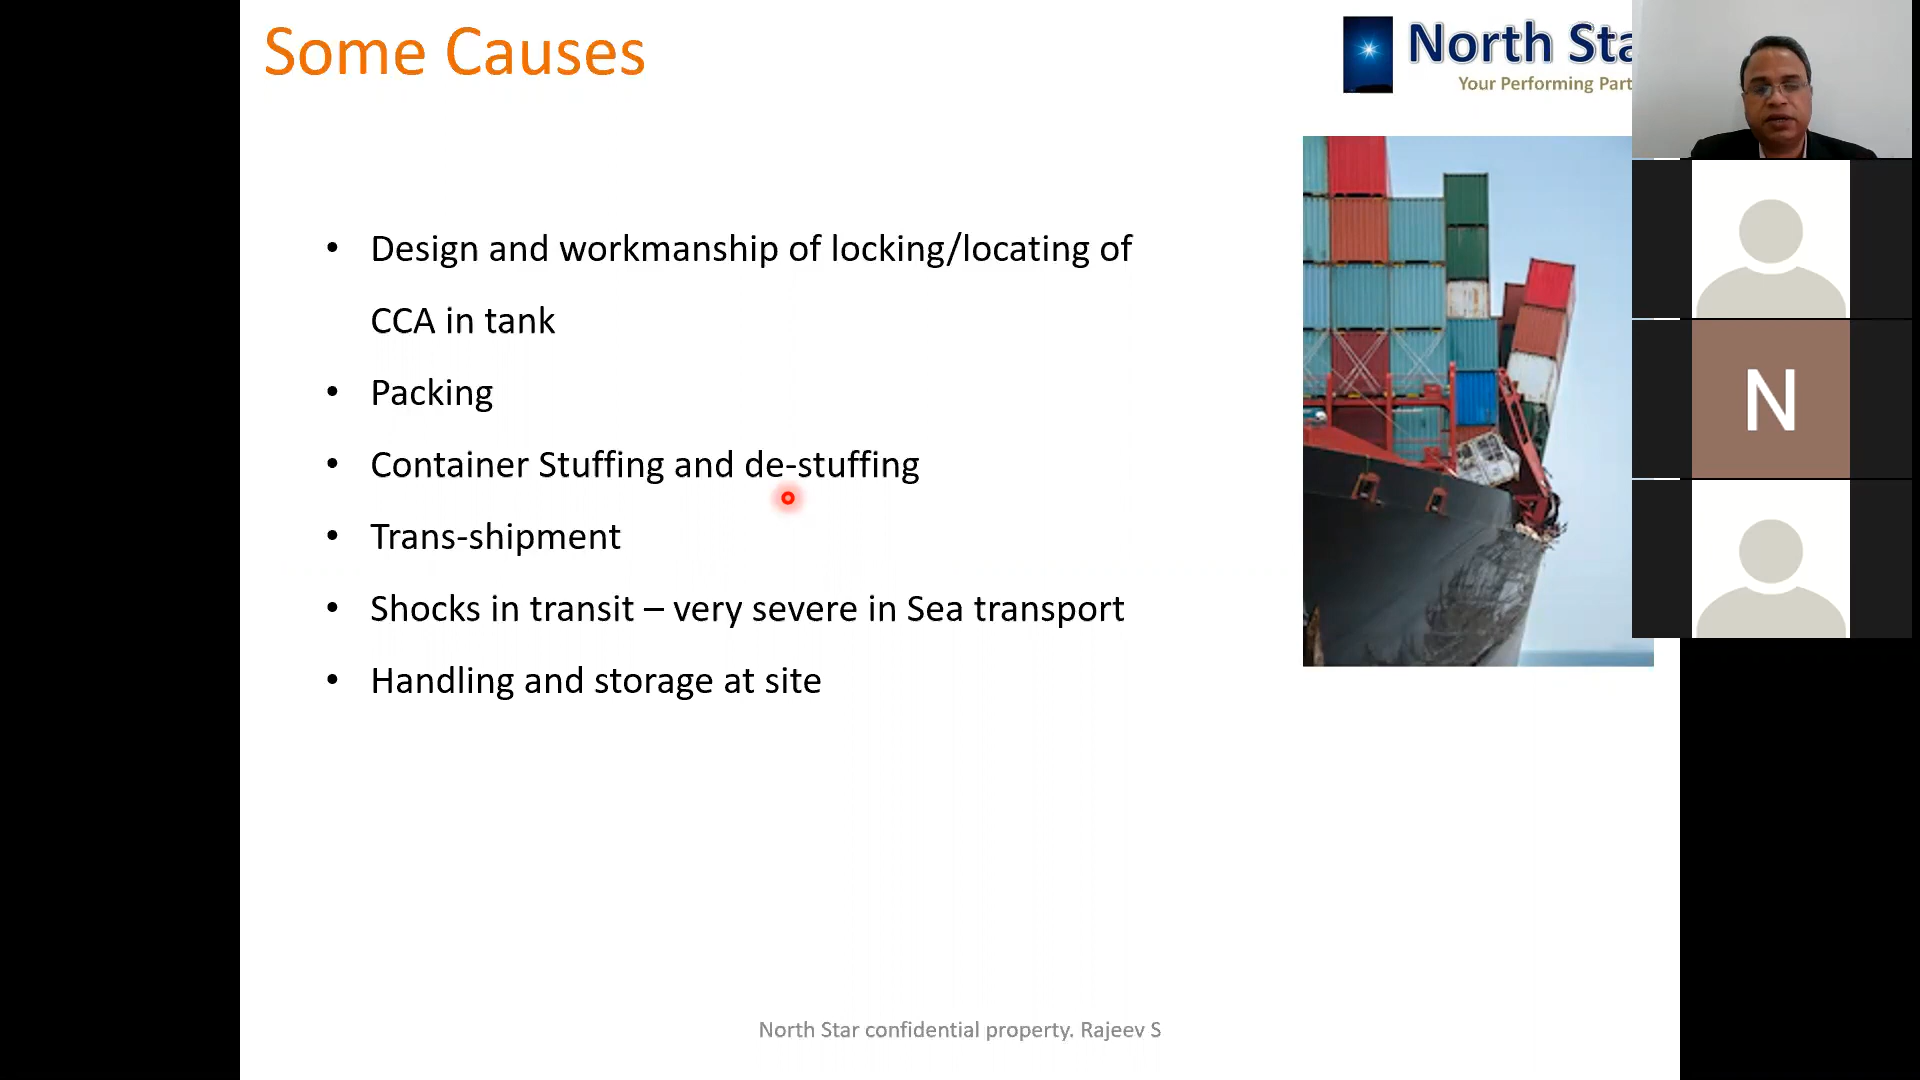 Some Causes
North Sta
Your Performing Part
• Design and workmanship of locking/locating of
CCA in tank
• Packing
• Container Stuffing and de-stuffing
• Trans-shipment
• Shocks in transit – very severe in Sea transport
• Handling and storage at site
N
North Star confidential property. Rajeev S